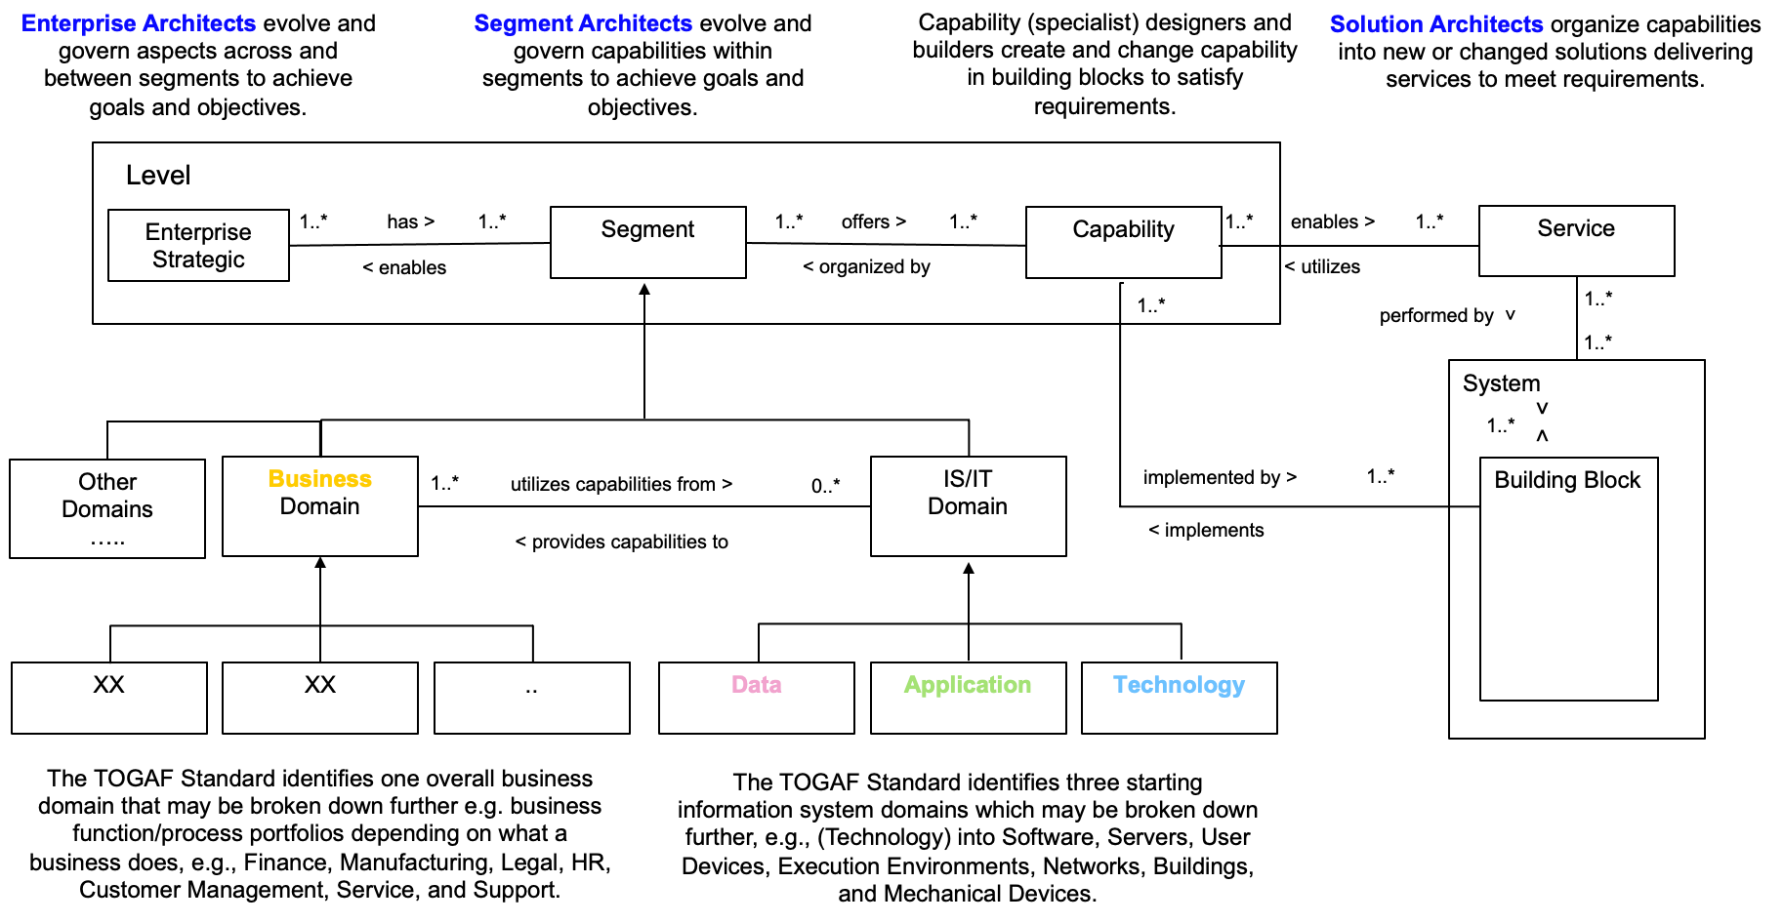 Enterprise Architects evolve and
govern aspects across and
between segments to achieve
goals and objectives.
Segment Architects evolve and
govern capabilities within
segments to achieve goals and
objectives.
Capability (specialist) designers and
builders create and change capability
in building blocks to satisfy
requirements.
Solution Architects organize capabilities
into new or changed solutions delivering
services to meet requirements.
Level
Enterprise
Strategic
1..* has > 1..*
< enables
Segment
1..* offers > 1..*
< organized by
Capability
1..* enables > 1..*
< utilizes
Service
1..*
1..*
performed by v
1..*
System
v
1..*
^
Other
Domains
…..
Business
Domain
1..* utilizes capabilities from > 0..*
< provides capabilities to
IS/IT
Domain
implemented by > 1..*
< implements
Building Block
XX
XX
..
Data
Application
Technology
The TOGAF Standard identifies one overall business
domain that may be broken down further e.g. business
function/process portfolios depending on what a
business does, e.g., Finance, Manufacturing, Legal, HR,
Customer Management, Service, and Support.
The TOGAF Standard identifies three starting
information system domains which may be broken down
further, e.g., (Technology) into Software, Servers, User
Devices, Execution Environments, Networks, Buildings,
and Mechanical Devices.